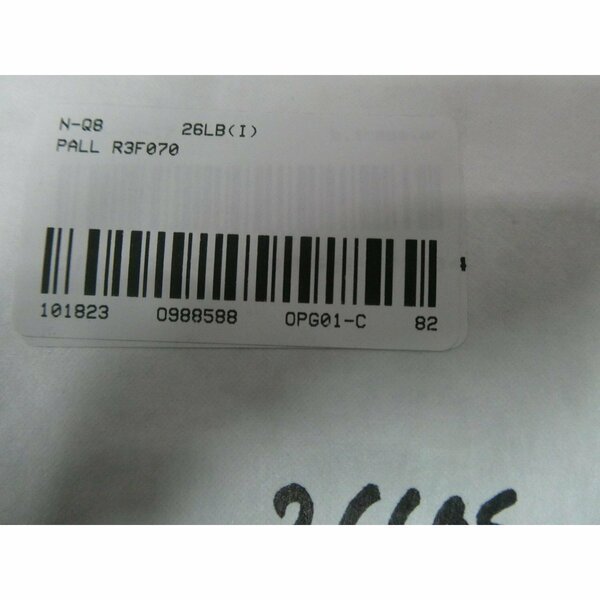 N-Q8 26LB(I)
PALL R3F070
101823 0988588 OPG01-C 82